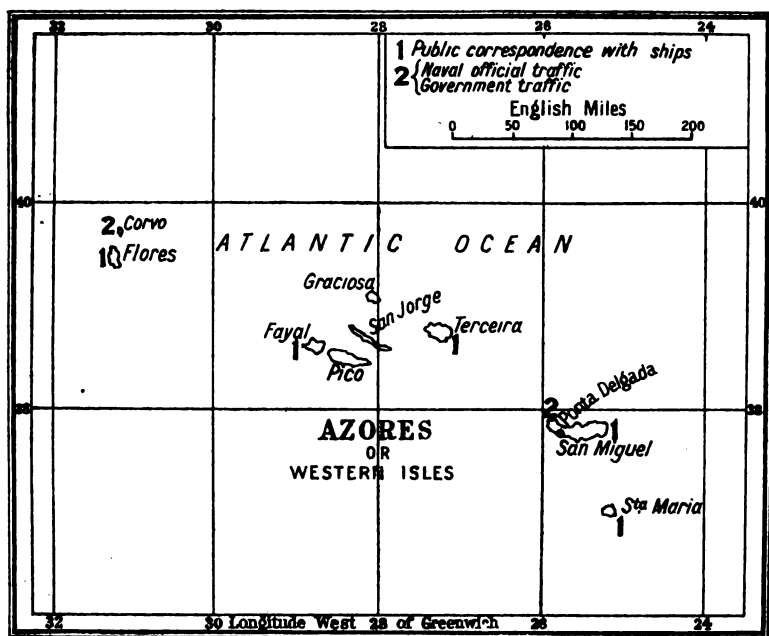 32 30 28 26 24
1 Public correspondence with ships
2 { Naval official traffic
Government traffic
English Miles
0 50 100 150 200
40 40
2 Corvo
1 Flores
ATLANTIC OCEAN
Graciosa
San Jorge
Fayal
1
Terceira
1
Pico
38 38
2 Ponta Delgada
AZORES
OR
WESTERN ISLES
1
San Miguel
Sta Maria
1
32 30 28 26 24
Longitude West of Greenwich